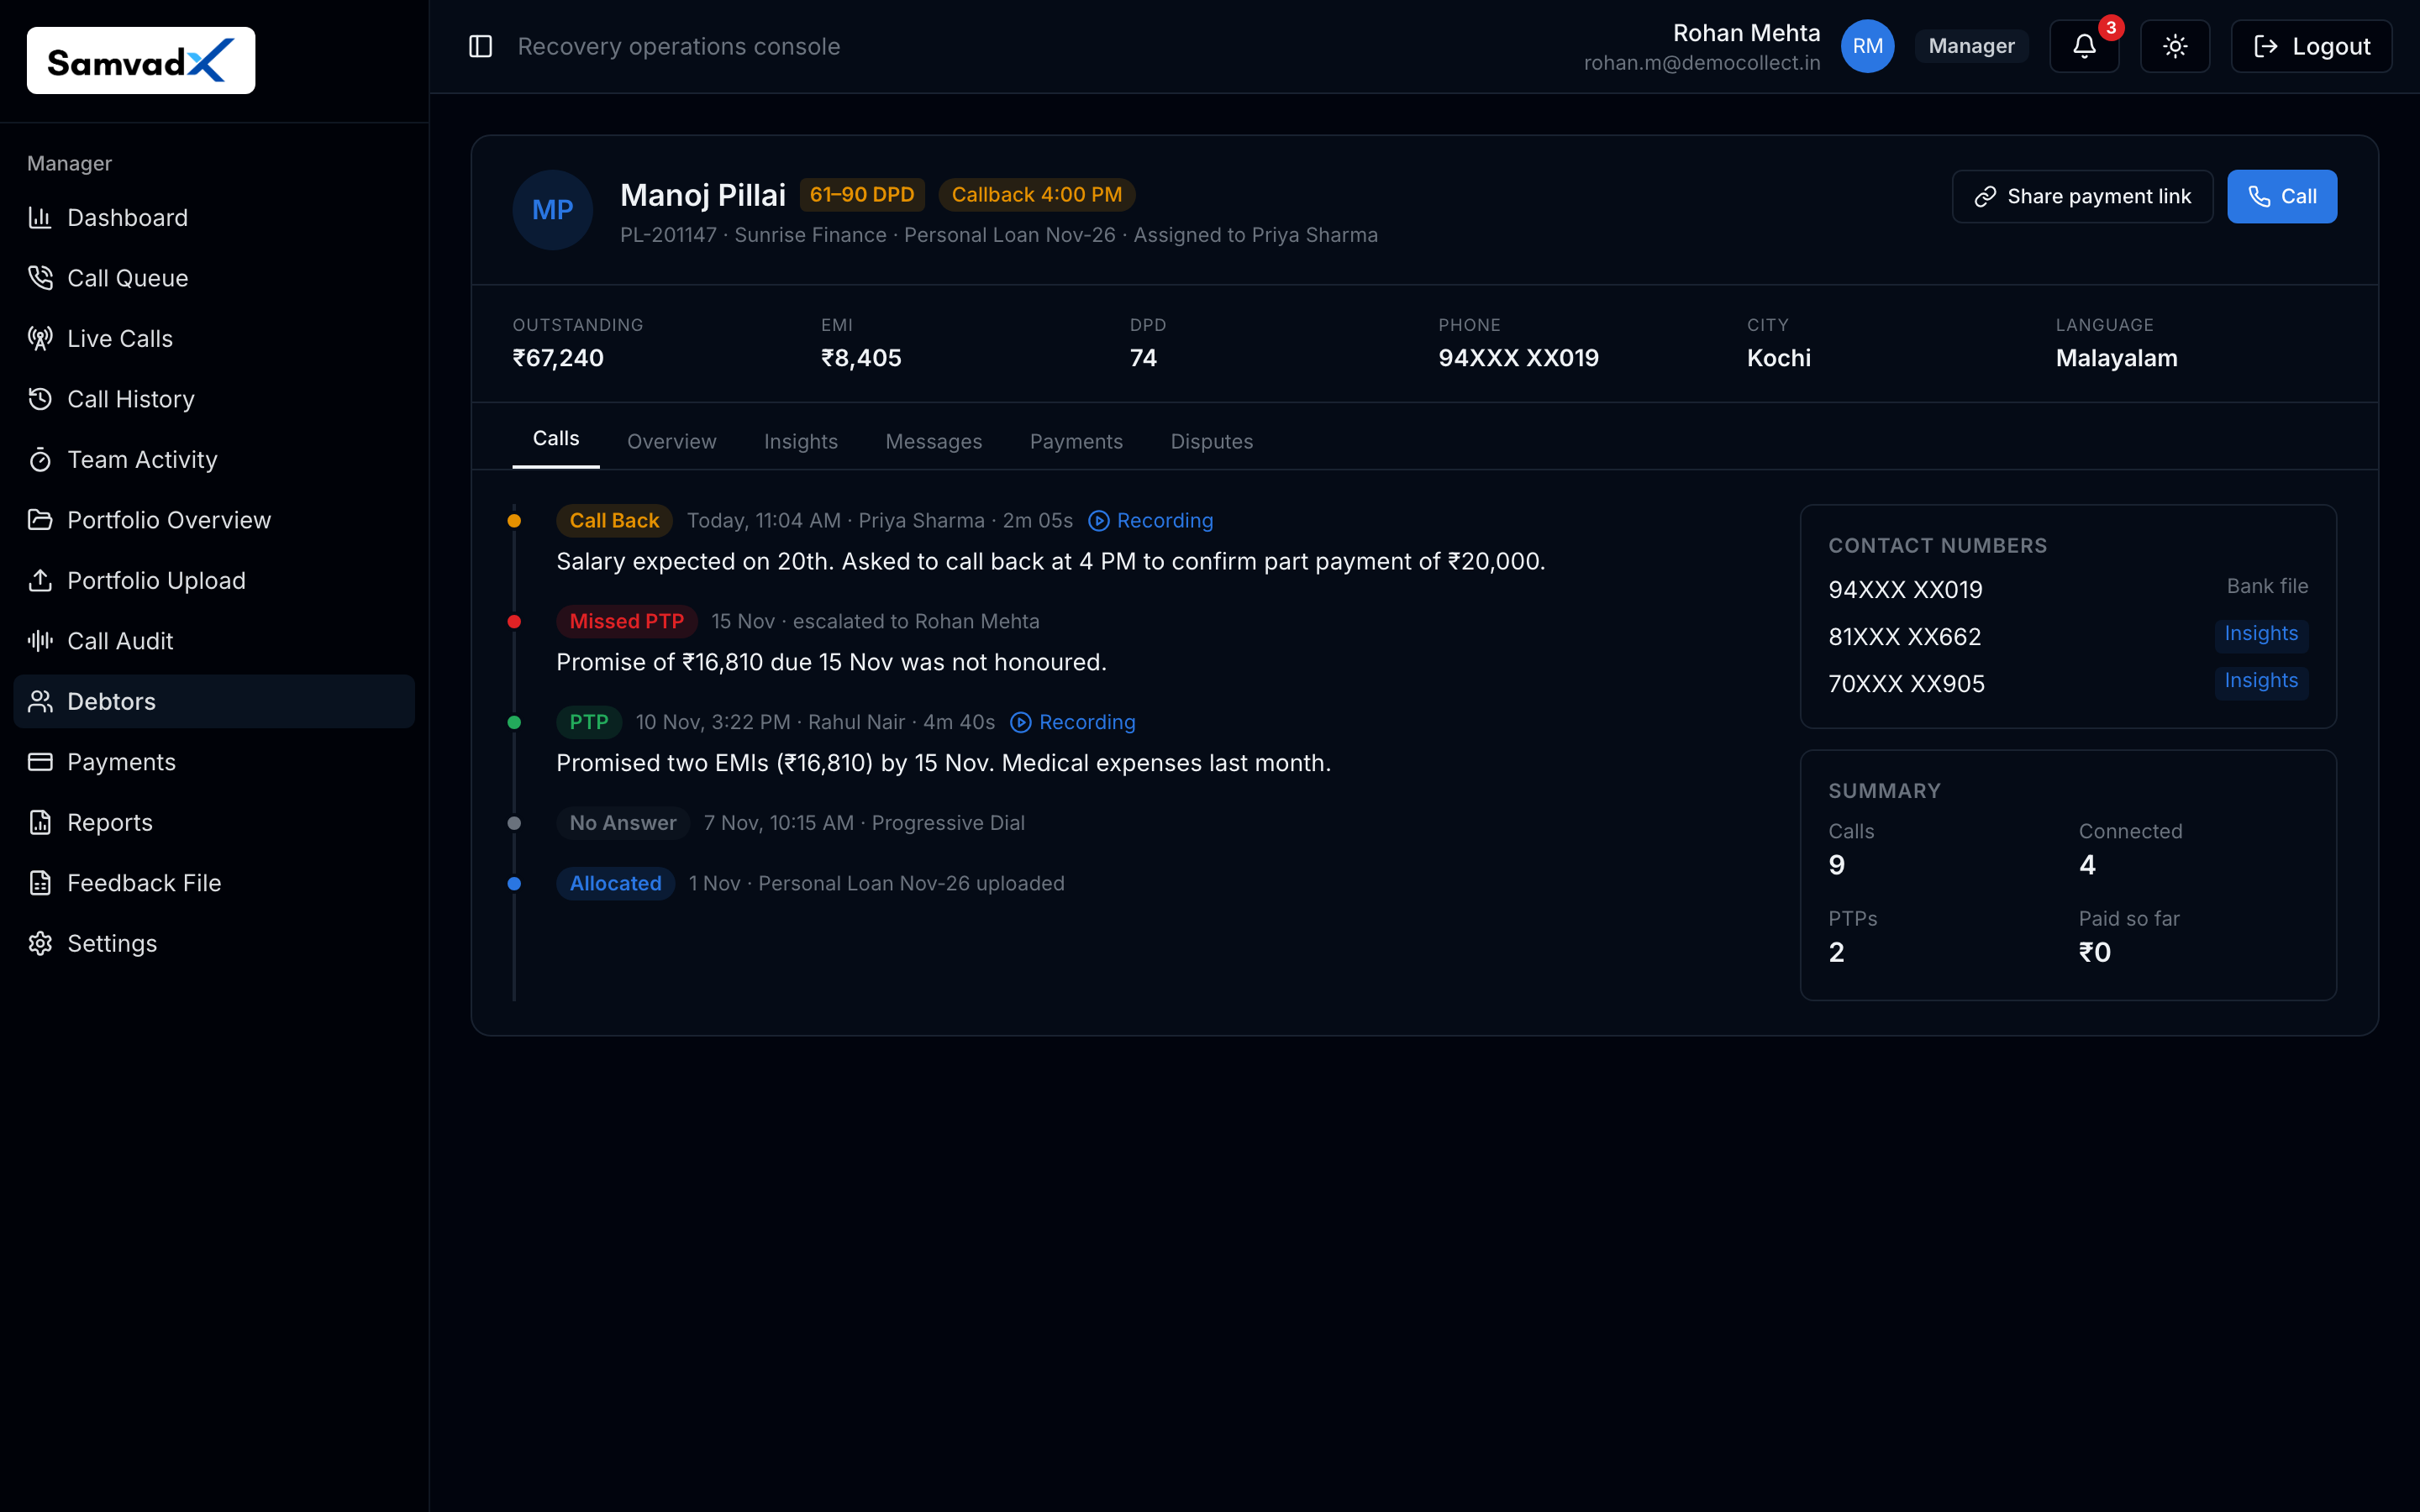 SamvadX
Recovery operations console
Rohan Mehta
rohan.m@democollect.in
RM
Manager
3
Logout
Manager
Dashboard
Call Queue
Live Calls
Call History
Team Activity
Portfolio Overview
Portfolio Upload
Call Audit
Debtors
Payments
Reports
Feedback File
Settings
MP
Manoj Pillai 61–90 DPD Callback 4:00 PM
PL-201147 · Sunrise Finance · Personal Loan Nov-26 · Assigned to Priya Sharma
Share payment link
Call
OUTSTANDING EMI DPD PHONE CITY LANGUAGE
₹67,240 ₹8,405 74 94XXX XX019 Kochi Malayalam
Calls Overview Insights Messages Payments Disputes
Call Back Today, 11:04 AM · Priya Sharma · 2m 05s Recording
Salary expected on 20th. Asked to call back at 4 PM to confirm part payment of ₹20,000.
Missed PTP 15 Nov · escalated to Rohan Mehta
Promise of ₹16,810 due 15 Nov was not honoured.
PTP 10 Nov, 3:22 PM · Rahul Nair · 4m 40s Recording
Promised two EMIs (₹16,810) by 15 Nov. Medical expenses last month.
No Answer 7 Nov, 10:15 AM · Progressive Dial
Allocated 1 Nov · Personal Loan Nov-26 uploaded
CONTACT NUMBERS
94XXX XX019 Bank file
81XXX XX662 Insights
70XXX XX905 Insights
SUMMARY
Calls Connected
9 4
PTPs Paid so far
2 ₹0